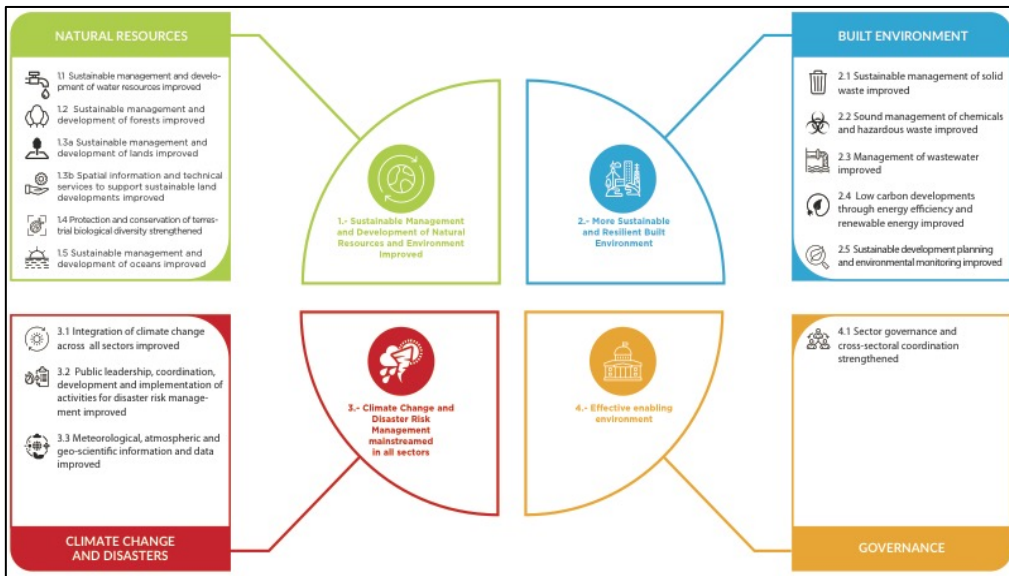 NATURAL RESOURCES
1.1 Sustainable management and develo-
pment of water resources improved
1.2 Sustainable management and
development of forests improved
1.3a Sustainable management and
development of lands improved
1.3b Spatial information and technical
services to support sustainable land
developments improved
1.4 Protection and conservation of terres-
trial biological diversity strengthened
1.5 Sustainable management and
development of oceans improved
1.- Sustainable Management
and Development of Natural
Resources and Environment
Improved
2.- More Sustainable
and Resilient Built
Environment
BUILT ENVIRONMENT
2.1 Sustainable management of solid
waste improved
2.2 Sound management of chemicals
and hazardous waste improved
2.3 Management of wastewater
improved
2.4 Low carbon developments
through energy efficiency and
renewable energy improved
2.5 Sustainable development planning
and environmental monitoring improved
3.1 Integration of climate change
across all sectors improved
3.2 Public leadership, coordination,
development and implementation of
activities for disaster risk manage-
ment improved
3.3 Meteorological, atmospheric and
geo-scientific information and data
improved
CLIMATE CHANGE
AND DISASTERS
3.- Climate Change and
Disaster Risk
Management
mainstreamed
in all sectors
4.- Effective enabling
environment
4.1 Sector governance and
cross-sectoral coordination
strengthened
GOVERNANCE